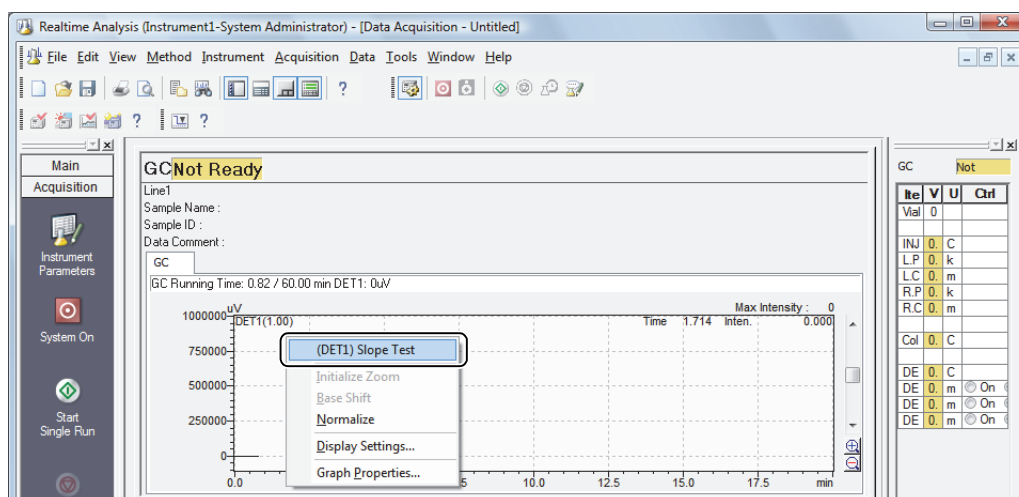 Realtime Analysis (Instrument1-System Administrator) - [Data Acquisition - Untitled]
File Edit View Method Instrument Acquisition Data Tools Window Help
?
? ?
Main
Acquisition
Instrument
Parameters
System On
Start
Single Run
GC Not Ready
Line1
Sample Name :
Sample ID :
Data Comment :
GC
GC Running Time: 0.82 / 60.00 min DET1: 0uV
uV
Max Intensity : 0
1000000
DET1(1.00)
Time 1.714 Inten. 0.000
750000
500000
250000
0
(DET1) Slope Test
Initialize Zoom
Base Shift
Normalize
Display Settings...
Graph Properties...
0.0 5 10.0 12.5 15.0 17.5 min
GC Not
Ite V U Ctrl
Vial 0
INJ 0. C
L.P 0. k
L.C 0. m
R.P 0. k
R.C 0. m
Col 0. C
DE 0. C
DE 0. m On
DE 0. m On
DE 0. m On